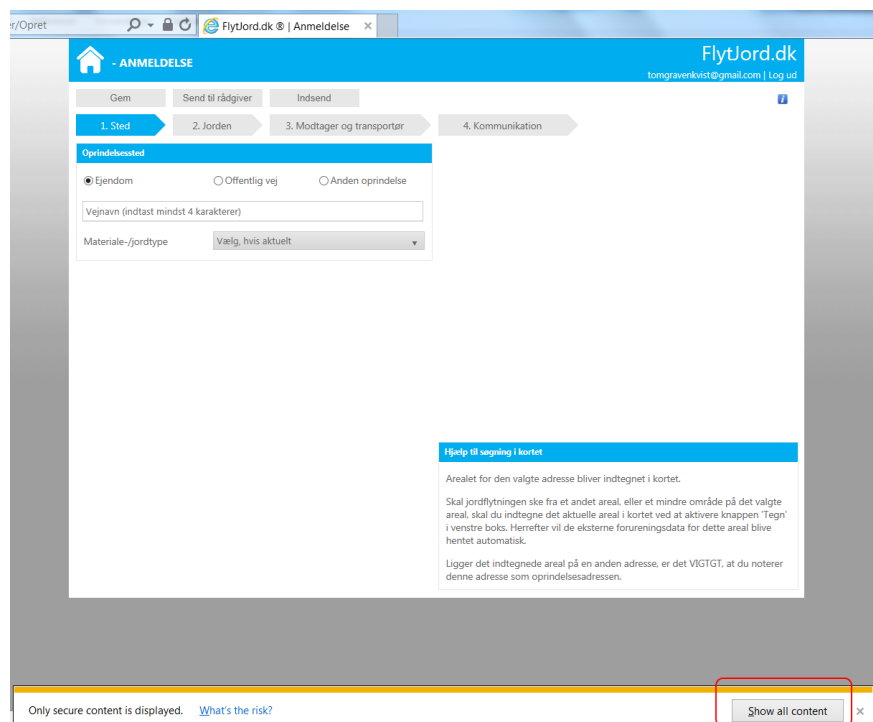 er/Opret
FlytJord.dk ® | Anmeldelse
- ANMELDELSE
FlytJord.dk
tomgravenkvist@gmail.com | Log ud
Gem Send til rådgiver Indsend
1. Sted 2. Jorden 3. Modtager og transportør 4. Kommunikation
Oprindelsessted
Ejendom Offentlig vej Anden oprindelse
Vejnavn (indtast mindst 4 karakterer)
Materiale-/jordtype Vælg, hvis aktuelt
Hjælp til søgning i kortet
Arealet for den valgte adresse bliver indtegnet i kortet.
Skal jordflytningen ske fra et andet areal, eller et mindre område på det valgte
areal, skal du indtegne det aktuelle areal i kortet ved at aktivere knappen 'Tegn'
i venstre boks. Herrefter vil de eksterne forureningsdata for dette areal blive
hentet automatisk.
Ligger det indtegnede areal på en anden adresse, er det VIGTGT, at du noterer
denne adresse som oprindelsesadressen.
Only secure content is displayed. What's the risk? Show all content